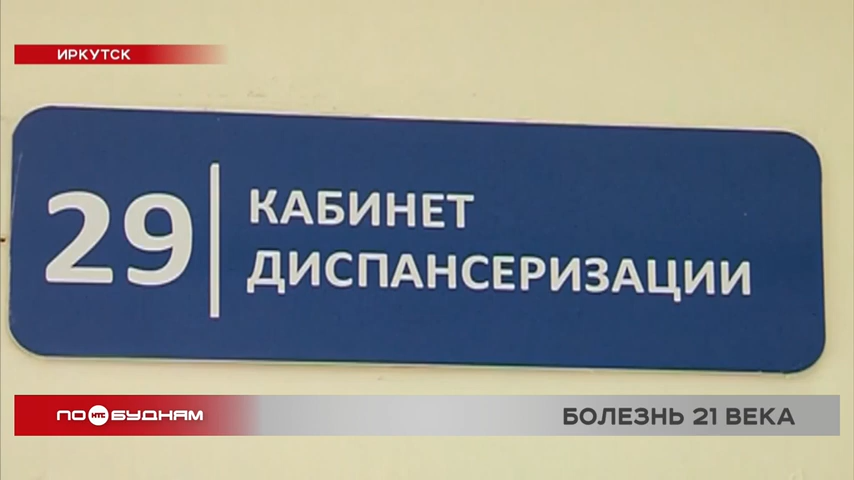 ИРКУТСК
29
КАБИНЕТ
ДИСПАНСЕРИЗАЦИИ
ПО НТС БУДНЯМ
БОЛЕЗНЬ 21 ВЕКА